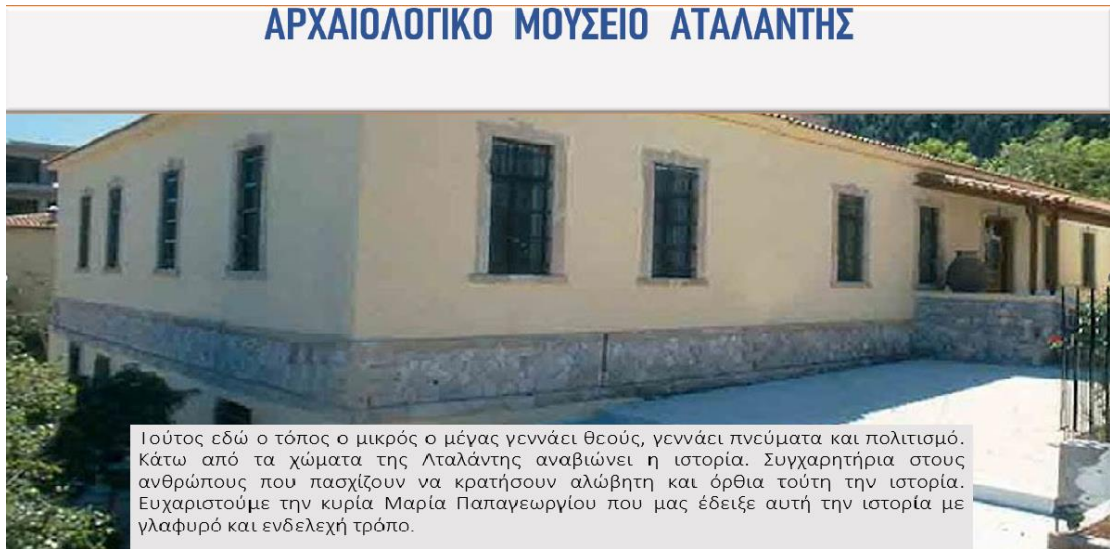 ΑΡΧΑΙΟΛΟΓΙΚΟ ΜΟΥΣΕΙΟ ΑΤΑΛΑΝΤΗΣ
Τούτος εδώ ο τόπος ο μικρός ο μέγας γεννάει θεούς, γεννάει πνεύματα και πολιτισμό.
Κάτω από τα χώματα της Αταλάντης αναβιώνει η ιστορία. Συγχαρητήρια στους
ανθρώπους που πασχίζουν να κρατήσουν αλώβητη και όρθια τούτη την ιστορία.
Ευχαριστούμε την κυρία Μαρία Παπαγεωργίου που μας έδειξε αυτή την ιστορία με
γλαφυρό και ενδελεχή τρόπο.